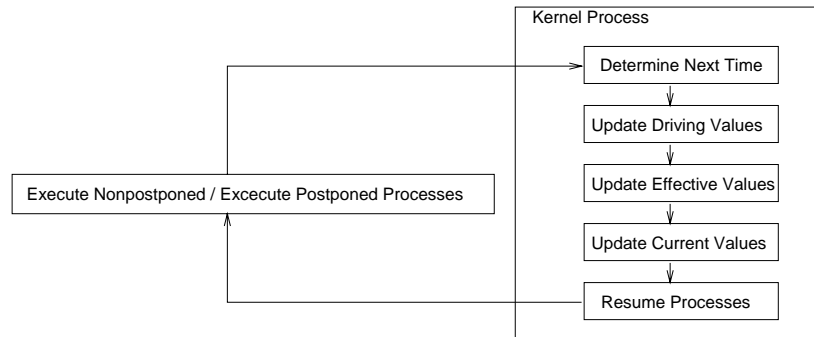 Kernel Process
Determine Next Time
Update Driving Values
Execute Nonpostponed / Excecute Postponed Processes
Update Effective Values
Update Current Values
Resume Processes